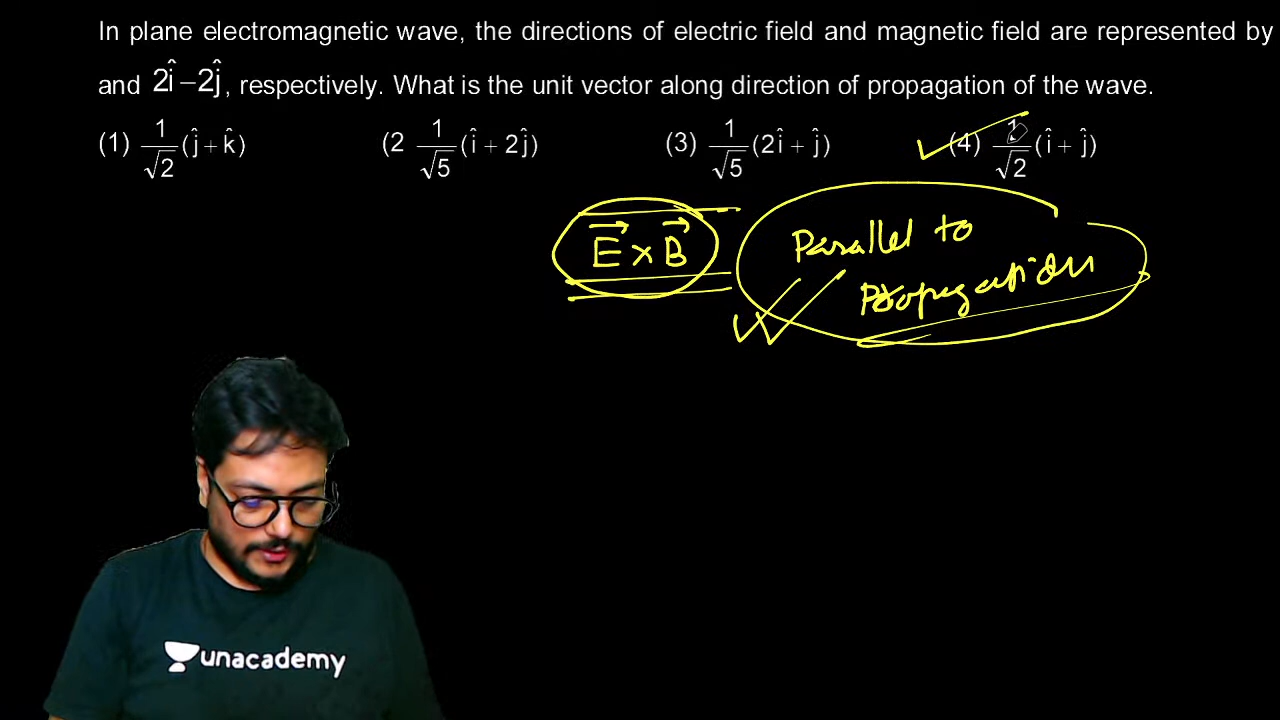 In plane electromagnetic wave, the directions of electric field and magnetic field are represented by
and 2î – 2ĵ, respectively. What is the unit vector along direction of propagation of the wave.
(1) 1/√2 (ĵ + k̂) (2 1/√5 (î + 2ĵ) (3) 1/√5 (2î + ĵ) (4) 1/√2 (î + ĵ)
E⃗ × B⃗ Parallel to
Propagation
unacademy